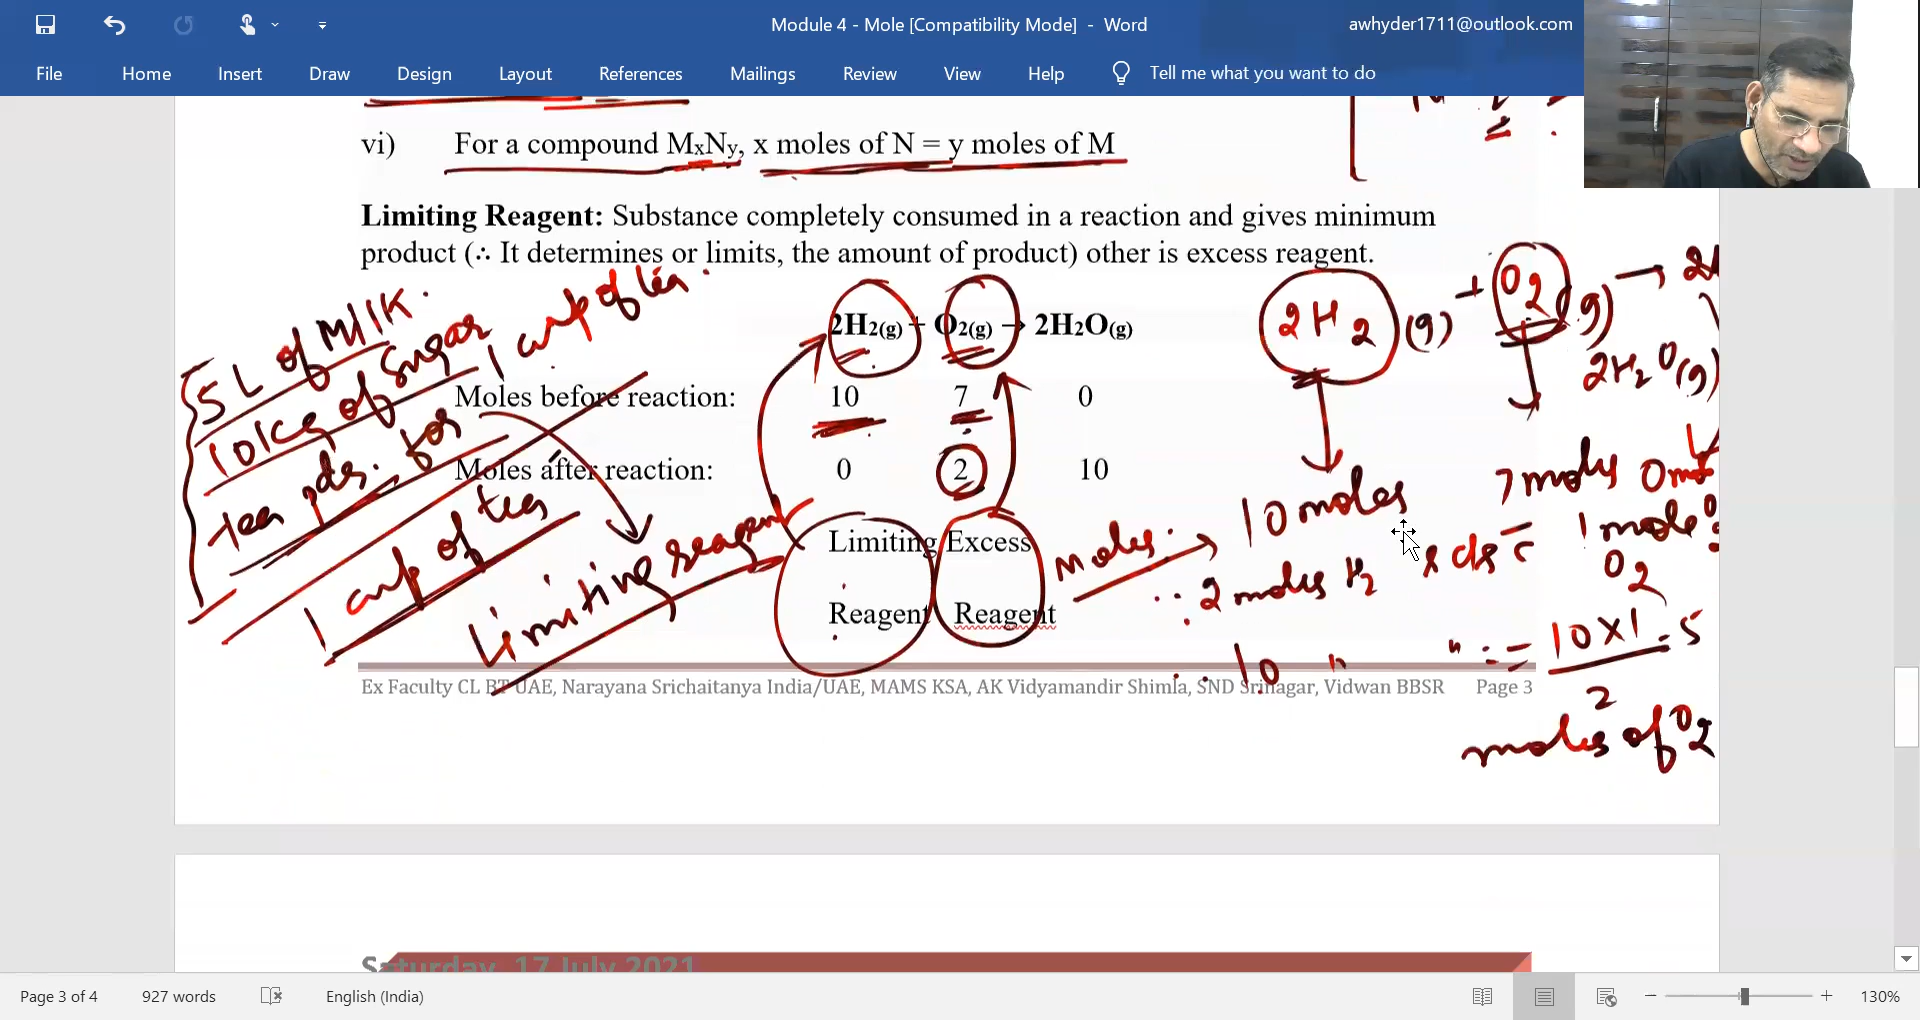 Module 4 - Mole [Compatibility Mode] - Word
awhyder1711@outlook.com
File Home Insert Draw Design Layout References Mailings Review View Help Tell me what you want to do
vi) For a compound MxNy, x moles of N = y moles of M
Limiting Reagent: Substance completely consumed in a reaction and gives minimum
product (∴ It determines or limits, the amount of product) other is excess reagent.
2H2(g) + O2(g) → 2H2O(g)
Moles before reaction: 10 7 0
Moles after reaction: 0 2 10
Limiting Excess
Reagent Reagent
5 L of Milk
10kg of Sugar
1 cup of tea
for
1 cup of tea
Limiting reagent
2H2(g) + O2(g) →
2H2O(g)
Moles
10 moles
7 moles
∵ 2 moles H2
1 mole
O2
∴ 10 " " = 10 X 1 = 5
2
moles of O2
Ex Faculty CL BT UAE, Narayana Srichaitanya India/UAE, MAMS KSA, AK Vidyamandir Shimla, SND Srinagar, Vidwan BBSR Page 3
Saturday, 17 July 2021
Page 3 of 4 927 words English (India) 130%